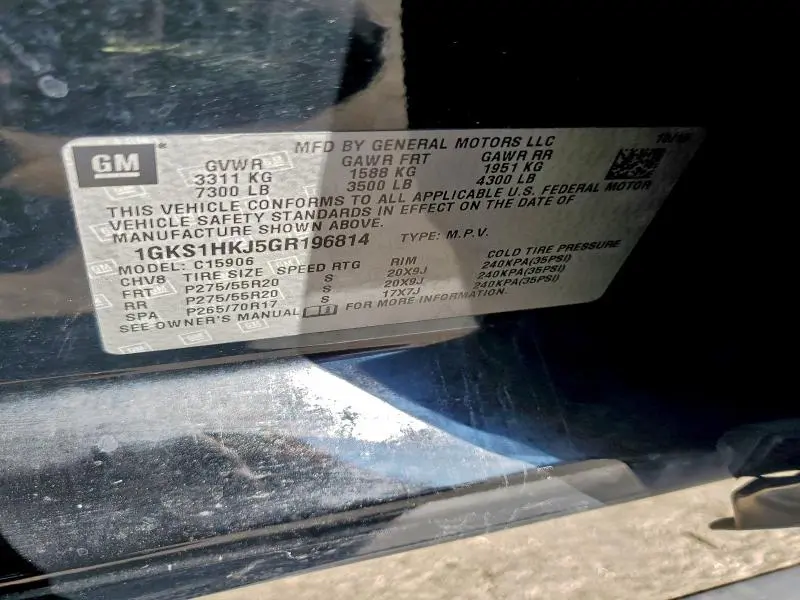 GM
MFD BY GENERAL MOTORS LLC
GVWR GAWR FRT GAWR RR
3311 KG 1588 KG 1951 KG
7300 LB 3500 LB 4300 LB
THIS VEHICLE CONFORMS TO ALL APPLICABLE U.S. FEDERAL MOTOR
VEHICLE SAFETY STANDARDS IN EFFECT ON THE DATE OF
MANUFACTURE SHOWN ABOVE.
1GKS1HKJ5GR196814 TYPE: M.P.V.
MODEL: C15906
CHV8 TIRE SIZE SPEED RTG RIM COLD TIRE PRESSURE
FRT P275/55R20 S 20X9J 240KPA(35PSI)
RR P275/55R20 S 20X9J 240KPA(35PSI)
SPA P265/70R17 17X7J 240KPA(35PSI)
SEE OWNER'S MANUAL FOR MORE INFORMATION.